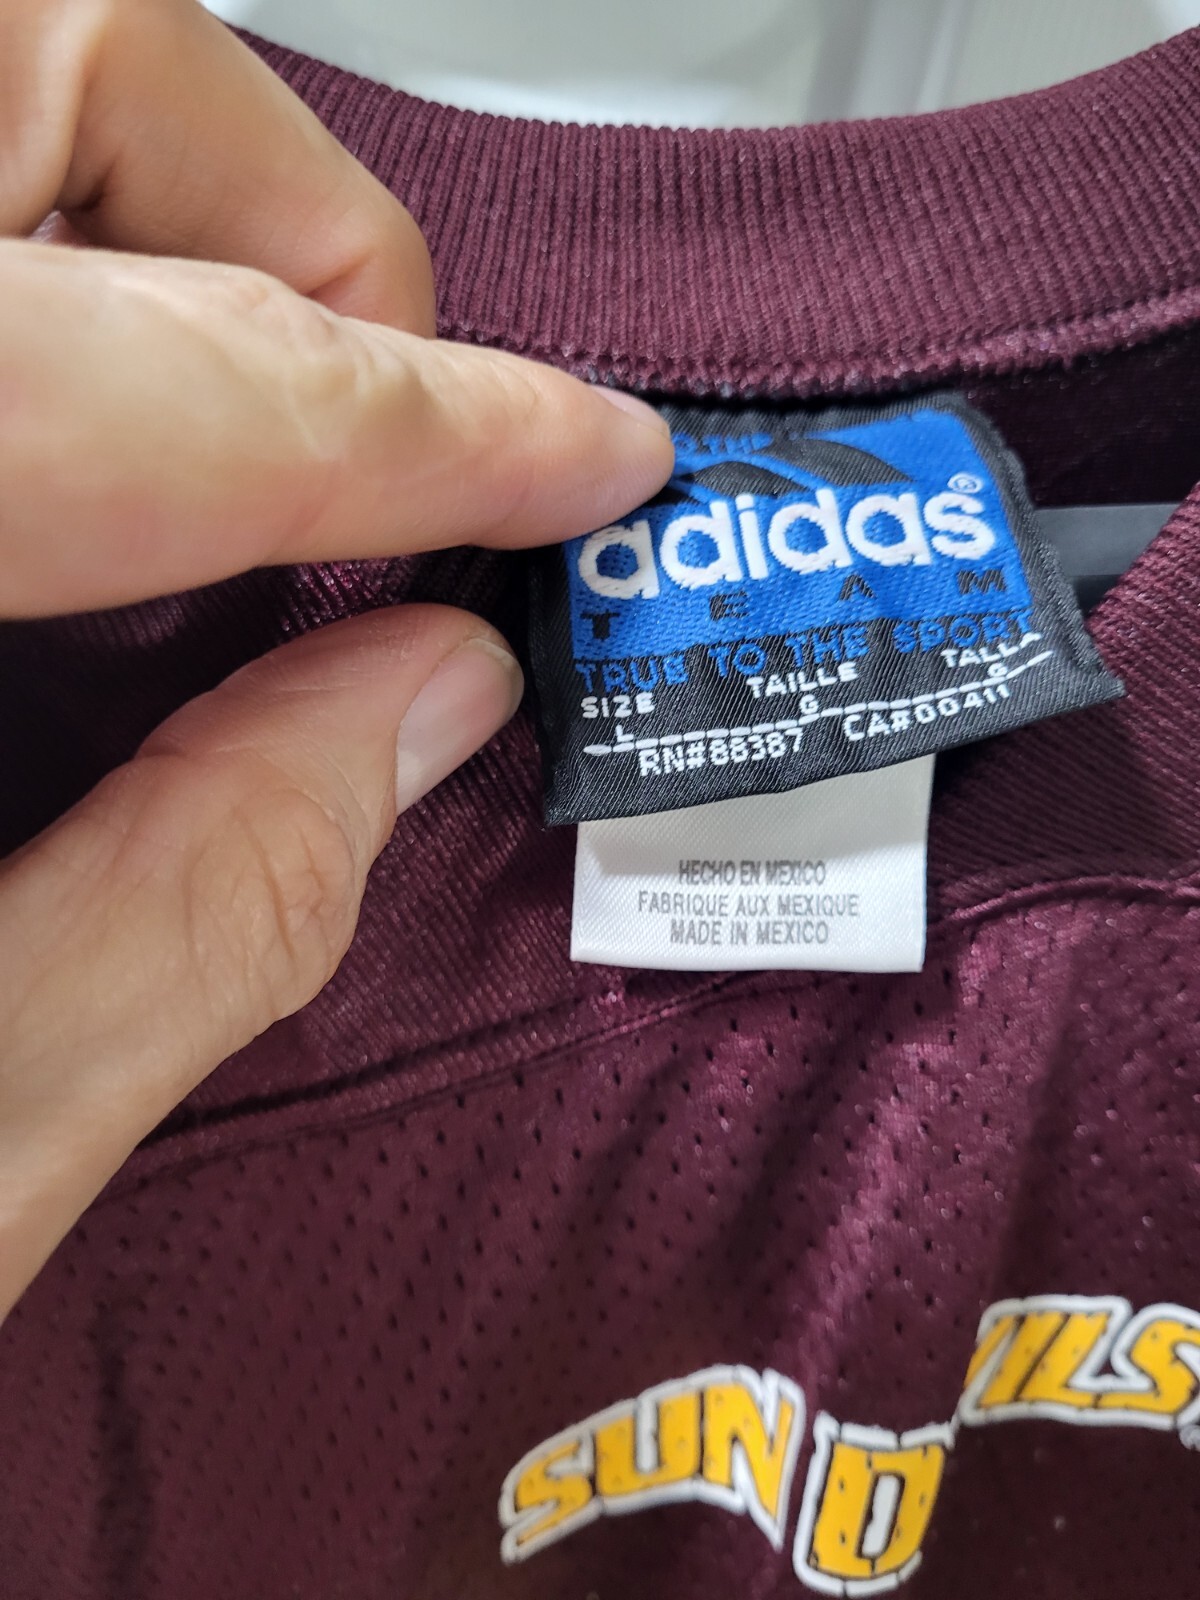 adidas®
T E A M
TRUE TO THE SPORT
SIZE TAILLE TALLA
L G G
RN#88387 CA#00411
HECHO EN MEXICO
FABRIQUE AUX MEXIQUE
MADE IN MEXICO
SUN D VILS